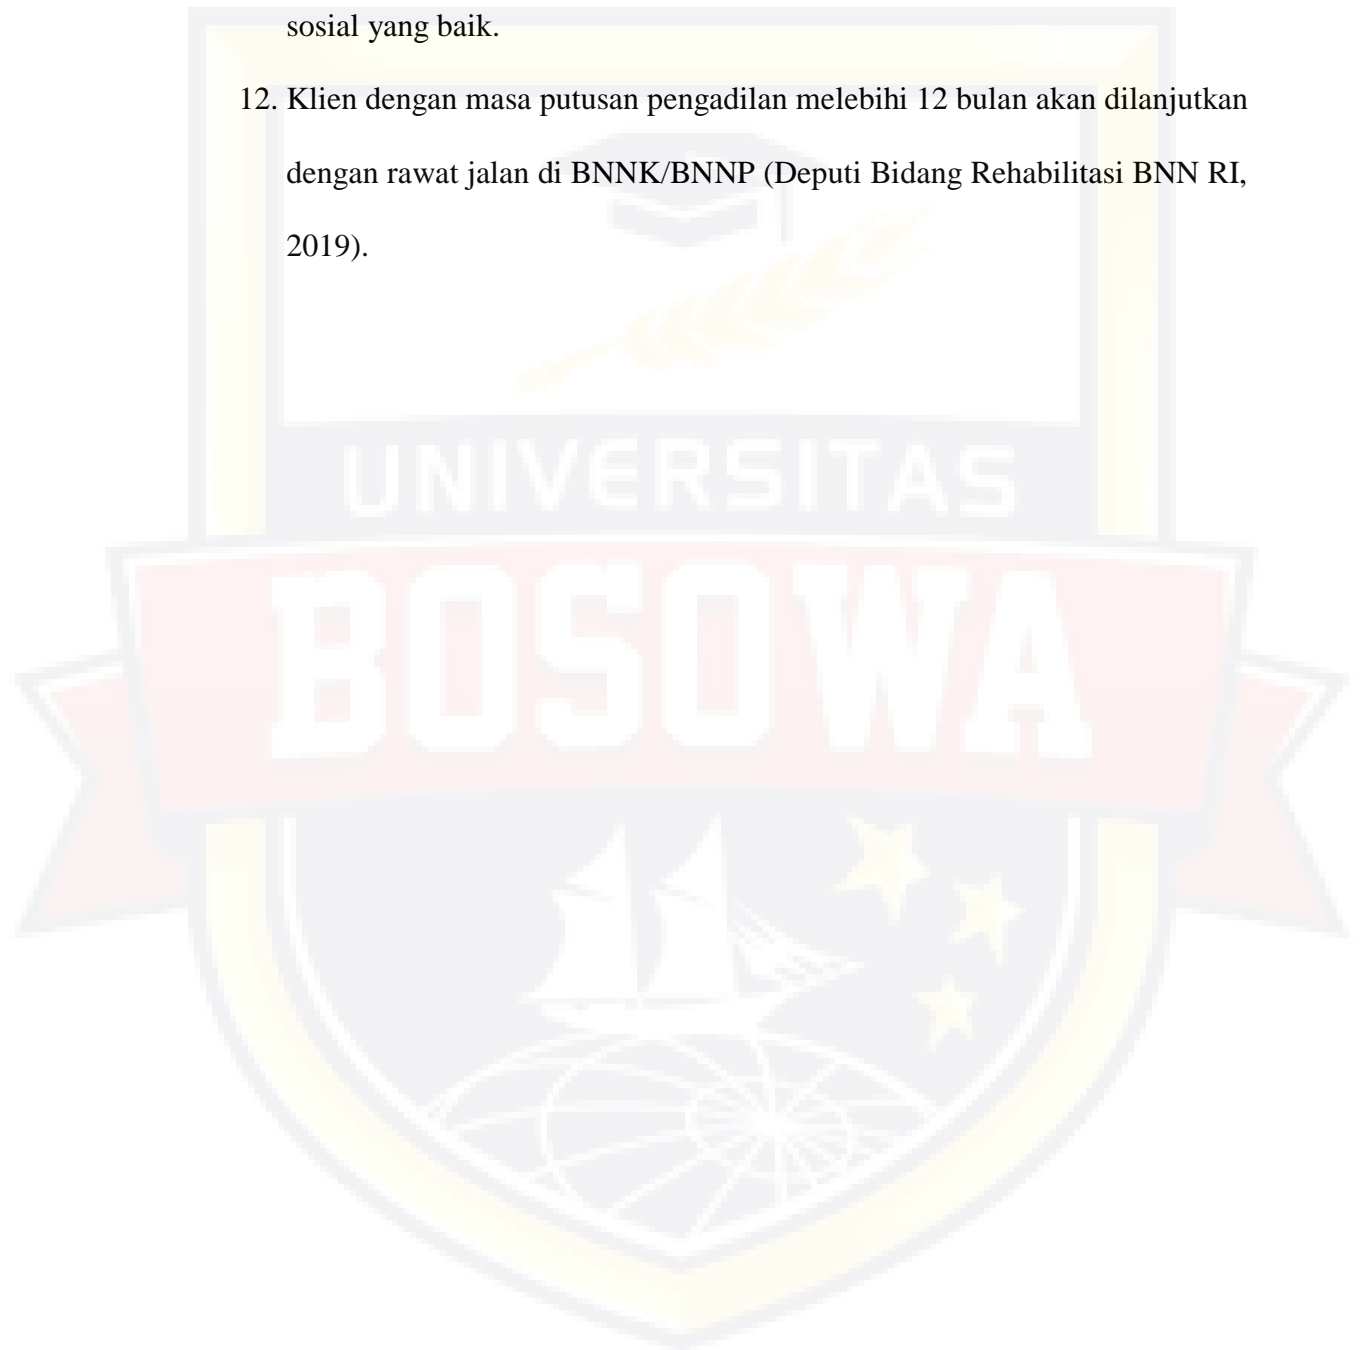 sosial yang baik.
12. Klien dengan masa putusan pengadilan melebihi 12 bulan akan dilanjutkan
dengan rawat jalan di BNNK/BNNP (Deputi Bidang Rehabilitasi BNN RI,
2019).
UNIVERSITAS
BOSOWA